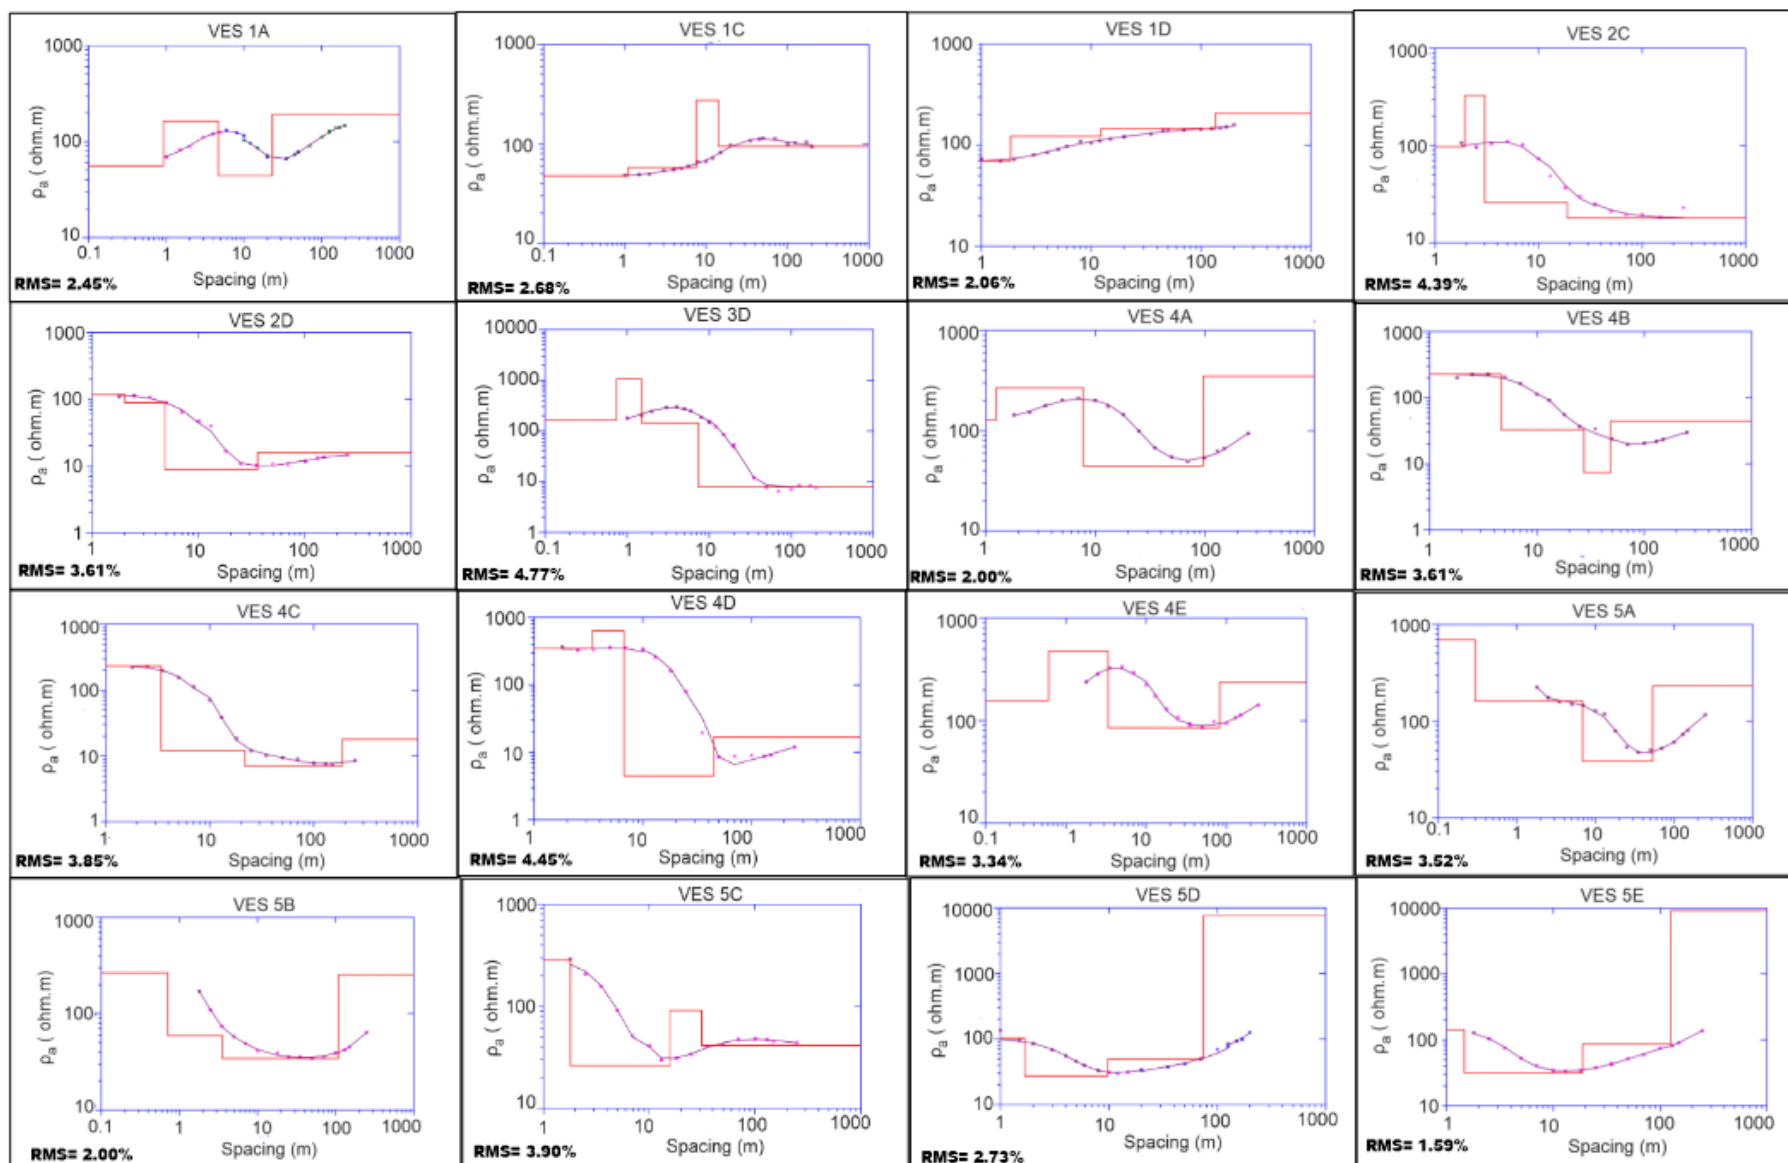 VES 1A
1000
100
10
ρa ( ohm.m)
0.1 1 10 100 1000
Spacing (m)
RMS= 2.45%
VES 1C
1000
100
10
ρa ( ohm.m)
0.1 1 10 100 1000
Spacing (m)
RMS= 2.68%
VES 1D
1000
100
10
ρa ( ohm.m)
1 10 100 1000
Spacing (m)
RMS= 2.06%
VES 2C
1000
100
10
ρa ( ohm.m)
1 10 100 1000
Spacing (m)
RMS= 4.39%
VES 2D
1000
100
10
1
ρa ( ohm.m)
1 10 100 1000
Spacing (m)
RMS= 3.61%
VES 3D
10000
1000
100
10
1
ρa ( ohm.m)
0.1 1 10 100 1000
Spacing (m)
RMS= 4.77%
VES 4A
1000
100
10
ρa ( ohm.m)
1 10 100 1000
Spacing (m)
RMS= 2.00%
VES 4B
1000
100
10
1
ρa ( ohm.m)
1 10 100 1000
Spacing (m)
RMS= 3.61%
VES 4C
1000
100
10
1
ρa ( ohm.m)
1 10 100 1000
Spacing (m)
RMS= 3.85%
VES 4D
1000
100
10
1
ρa ( ohm.m)
1 10 100 1000
Spacing (m)
RMS= 4.45%
VES 4E
1000
100
10
ρa ( ohm.m)
0.1 1 10 100 1000
Spacing (m)
RMS= 3.34%
VES 5A
1000
100
10
ρa ( ohm.m)
0.1 1 10 100 1000
Spacing (m)
RMS= 3.52%
VES 5B
1000
100
10
ρa ( ohm.m)
0.1 1 10 100 1000
Spacing (m)
RMS= 2.00%
VES 5C
1000
100
10
ρa ( ohm.m)
1 10 100 1000
Spacing (m)
RMS= 3.90%
VES 5D
10000
1000
100
10
ρa ( ohm.m)
1 10 100 1000
Spacing (m)
RMS= 2.73%
VES 5E
10000
1000
100
10
ρa ( ohm.m)
1 10 100 1000
Spacing (m)
RMS= 1.59%